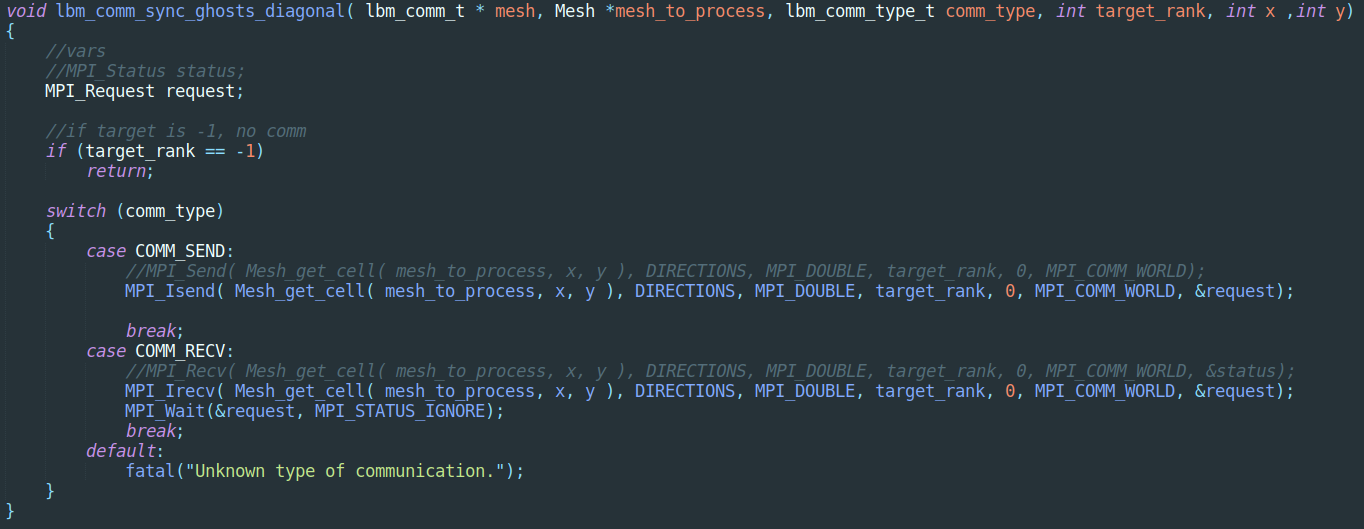 void lbm_comm_sync_ghosts_diagonal( lbm_comm_t * mesh, Mesh *mesh_to_process, lbm_comm_type_t comm_type, int target_rank, int x ,int y)
{
    //vars
    //MPI_Status status;
    MPI_Request request;

    //if target is -1, no comm
    if (target_rank == -1)
        return;

    switch (comm_type)
    {
        case COMM_SEND:
            //MPI_Send( Mesh_get_cell( mesh_to_process, x, y ), DIRECTIONS, MPI_DOUBLE, target_rank, 0, MPI_COMM_WORLD);
            MPI_Isend( Mesh_get_cell( mesh_to_process, x, y ), DIRECTIONS, MPI_DOUBLE, target_rank, 0, MPI_COMM_WORLD, &request);

            break;
        case COMM_RECV:
            //MPI_Recv( Mesh_get_cell( mesh_to_process, x, y ), DIRECTIONS, MPI_DOUBLE, target_rank, 0, MPI_COMM_WORLD, &status);
            MPI_Irecv( Mesh_get_cell( mesh_to_process, x, y ), DIRECTIONS, MPI_DOUBLE, target_rank, 0, MPI_COMM_WORLD, &request);
            MPI_Wait(&request, MPI_STATUS_IGNORE);
            break;
        default:
            fatal("Unknown type of communication.");
    }
}